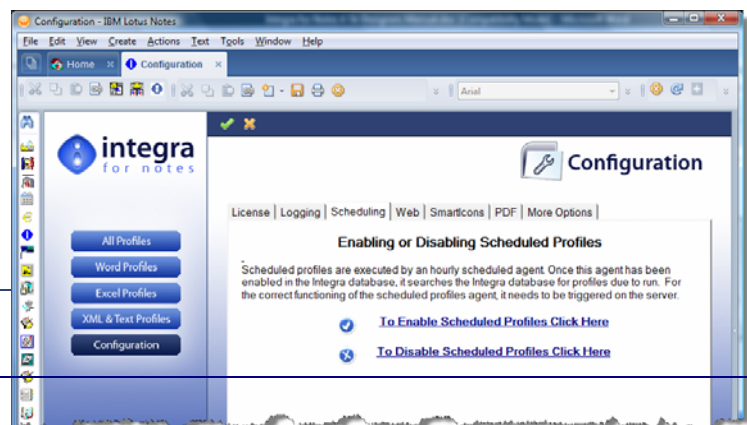 Configuration - IBM Lotus Notes
File Edit View Create Actions Text Tools Window Help
Home Configuration
Arial
integra
for notes
Configuration
License | Logging | Scheduling | Web | SmartIcons | PDF | More Options |
All Profiles
Word Profiles
Excel Profiles
XML & Text Profiles
Configuration
Enabling or Disabling Scheduled Profiles
Scheduled profiles are executed by an hourly scheduled agent. Once this agent has been
enabled in the Integra database, it searches the Integra database for profiles due to run. For
the correct functioning of the scheduled profiles agent, it needs to be triggered on the server.
To Enable Scheduled Profiles Click Here
To Disable Scheduled Profiles Click Here